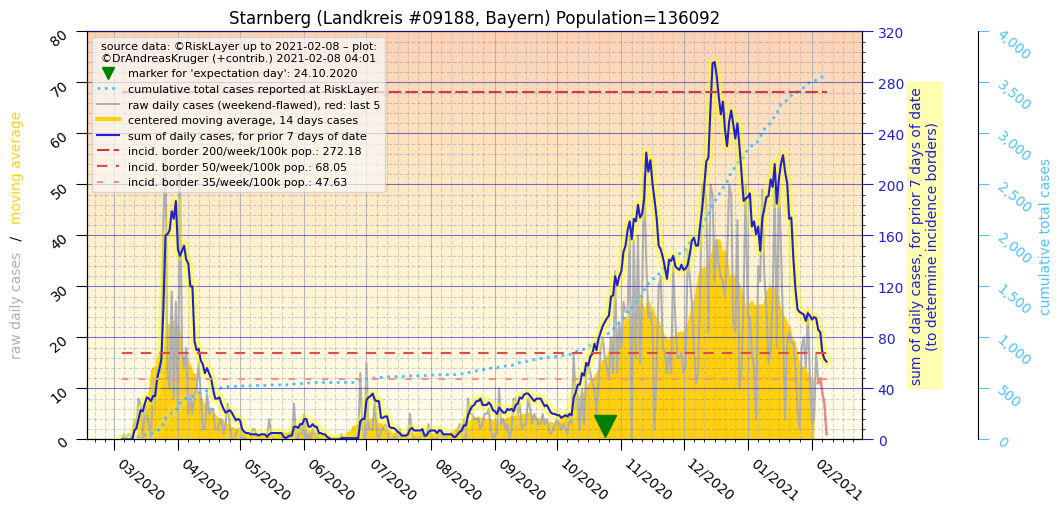 Starnberg (Landkreis #09188, Bayern) Population=136092
source data: ©RiskLayer up to 2021-02-08 – plot:
©DrAndreasKruger (+contrib.) 2021-02-08 04:01
marker for 'expectation day': 24.10.2020
cumulative total cases reported at RiskLayer
raw daily cases (weekend-flawed), red: last 5
centered moving average, 14 days cases
sum of daily cases, for prior 7 days of date
incid. border 200/week/100k pop.: 272.18
incid. border 50/week/100k pop.: 68.05
incid. border 35/week/100k pop.: 47.63
raw daily cases / moving average
80
70
60
50
40
30
20
10
0
320
280
240
200
160
120
80
40
0
sum of daily cases, for prior 7 days of date
(to determine incidence borders)
4,000
3,500
3,000
2,500
2,000
1,500
1,000
500
0
cumulative total cases
03/2020
04/2020
05/2020
06/2020
07/2020
08/2020
09/2020
10/2020
11/2020
12/2020
01/2021
02/2021